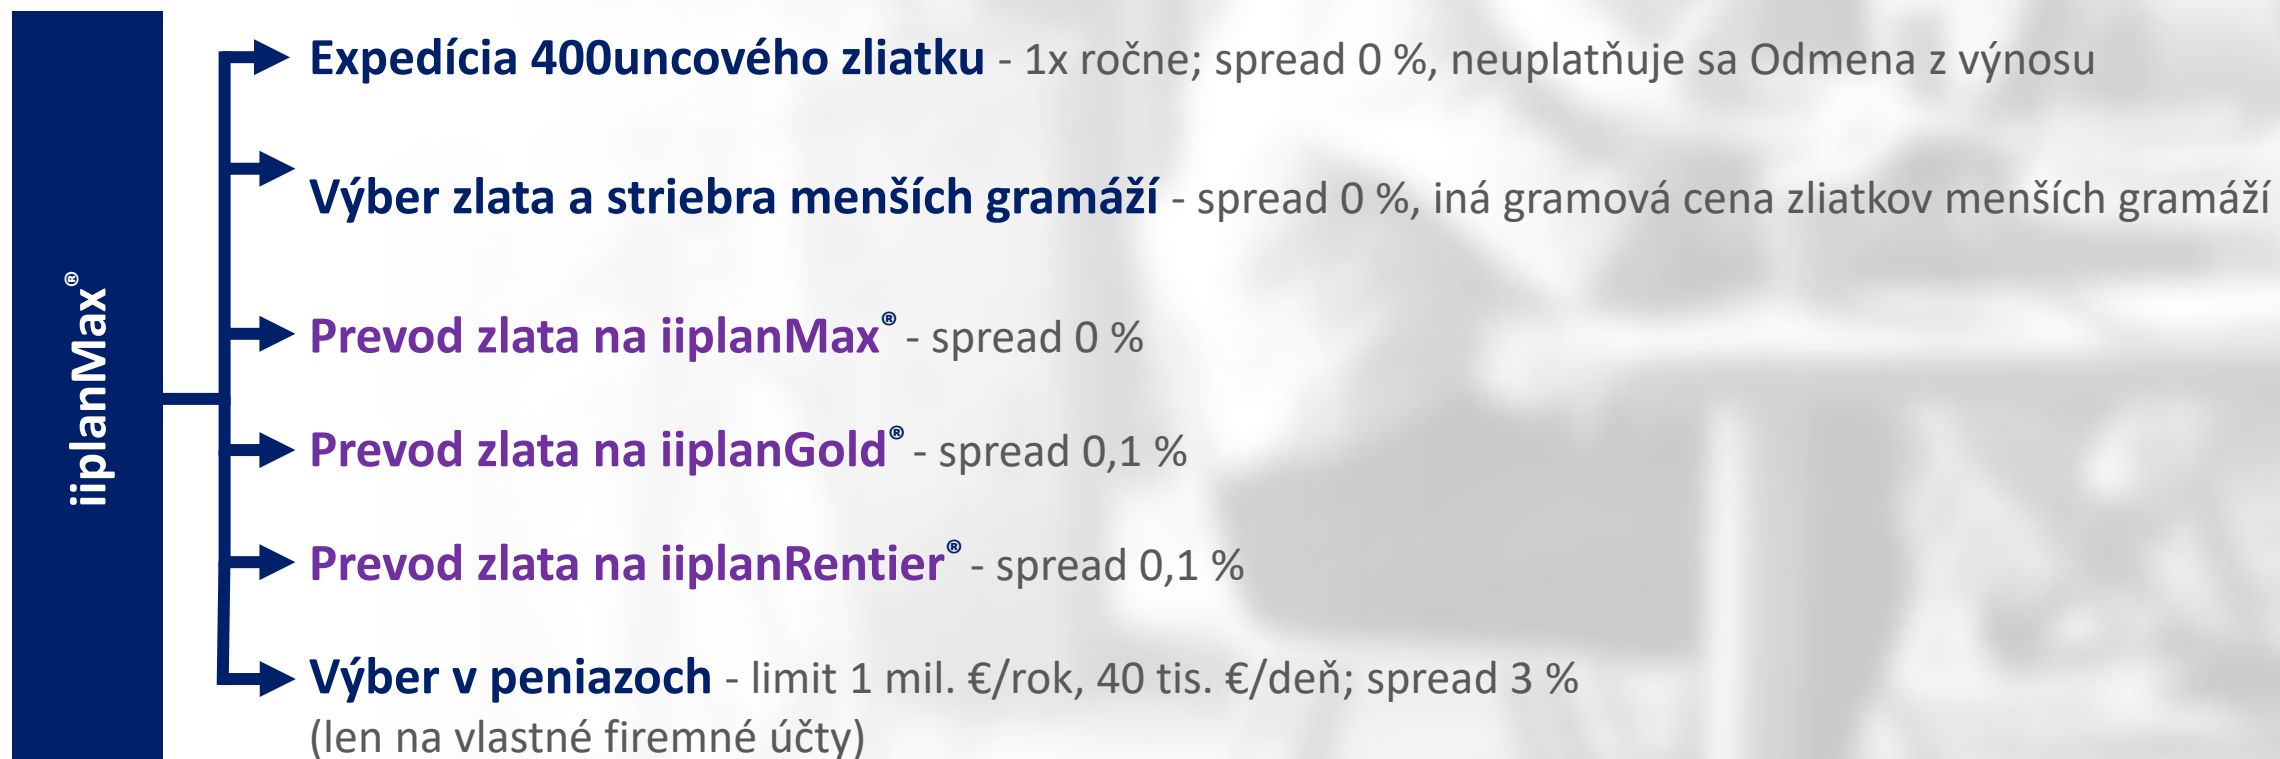 iiplanMax®
Expedícia 400uncového zliatku - 1x ročne; spread 0 %, neuplatňuje sa Odmena z výnosu
Výber zlata a striebra menších gramáží - spread 0 %, iná gramová cena zliatkov menších gramáží
Prevod zlata na iiplanMax® - spread 0 %
Prevod zlata na iiplanGold® - spread 0,1 %
Prevod zlata na iiplanRentier® - spread 0,1 %
Výber v peniazoch - limit 1 mil. €/rok, 40 tis. €/deň; spread 3 %
(len na vlastné firemné účty)